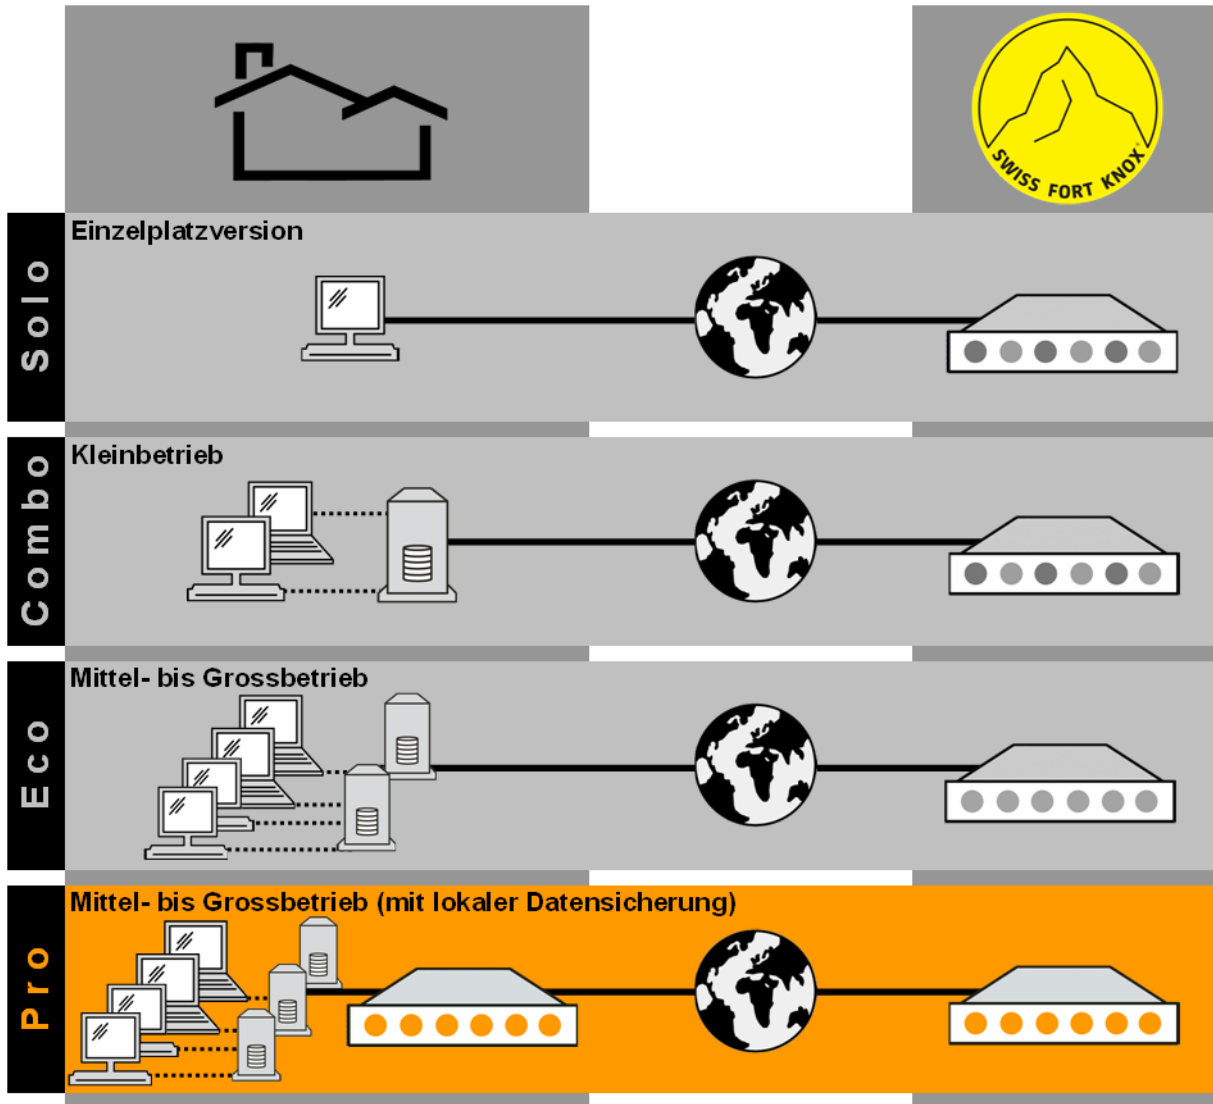 SWISS FORT KNOX
Solo
Einzelplatzversion
Combo
Kleinbetrieb
Eco
Mittel- bis Grossbetrieb
Pro
Mittel- bis Grossbetrieb (mit lokaler Datensicherung)